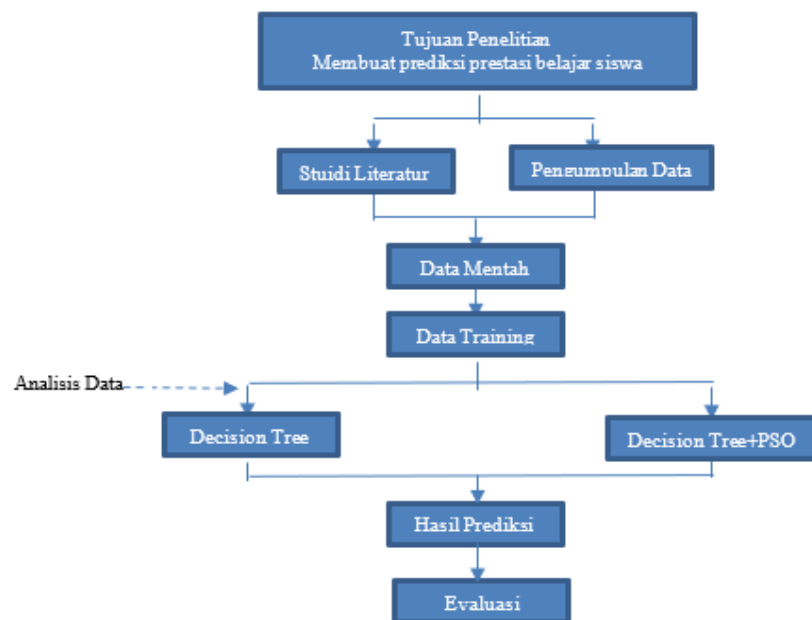 Tujuan Penelitian
Membuat prediksi prestasi belajar siswa
Stuidi Literatur
Pengumpulan Data
Data Mentah
Data Training
Analisis Data
Decision Tree
Decision Tree+PSO
Hasil Prediksi
Evaluasi